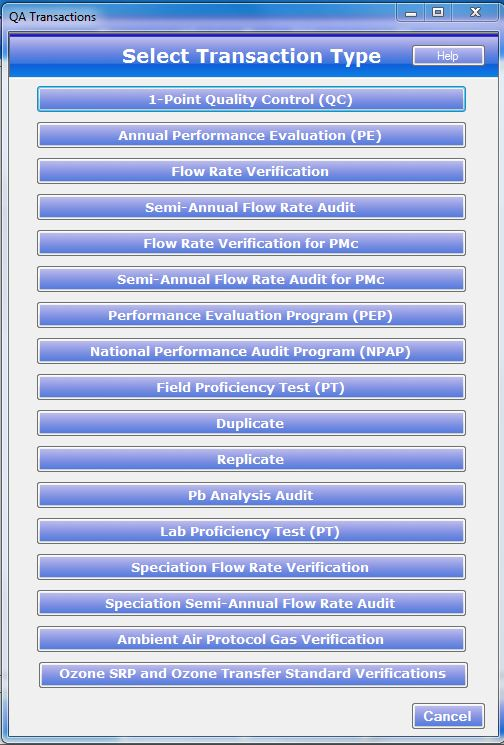 QA Transactions
Select Transaction Type
Help
1-Point Quality Control (QC)
Annual Performance Evaluation (PE)
Flow Rate Verification
Semi-Annual Flow Rate Audit
Flow Rate Verification for PMc
Semi-Annual Flow Rate Audit for PMc
Performance Evaluation Program (PEP)
National Performance Audit Program (NPAP)
Field Proficiency Test (PT)
Duplicate
Replicate
Pb Analysis Audit
Lab Proficiency Test (PT)
Speciation Flow Rate Verification
Speciation Semi-Annual Flow Rate Audit
Ambient Air Protocol Gas Verification
Ozone SRP and Ozone Transfer Standard Verifications
Cancel